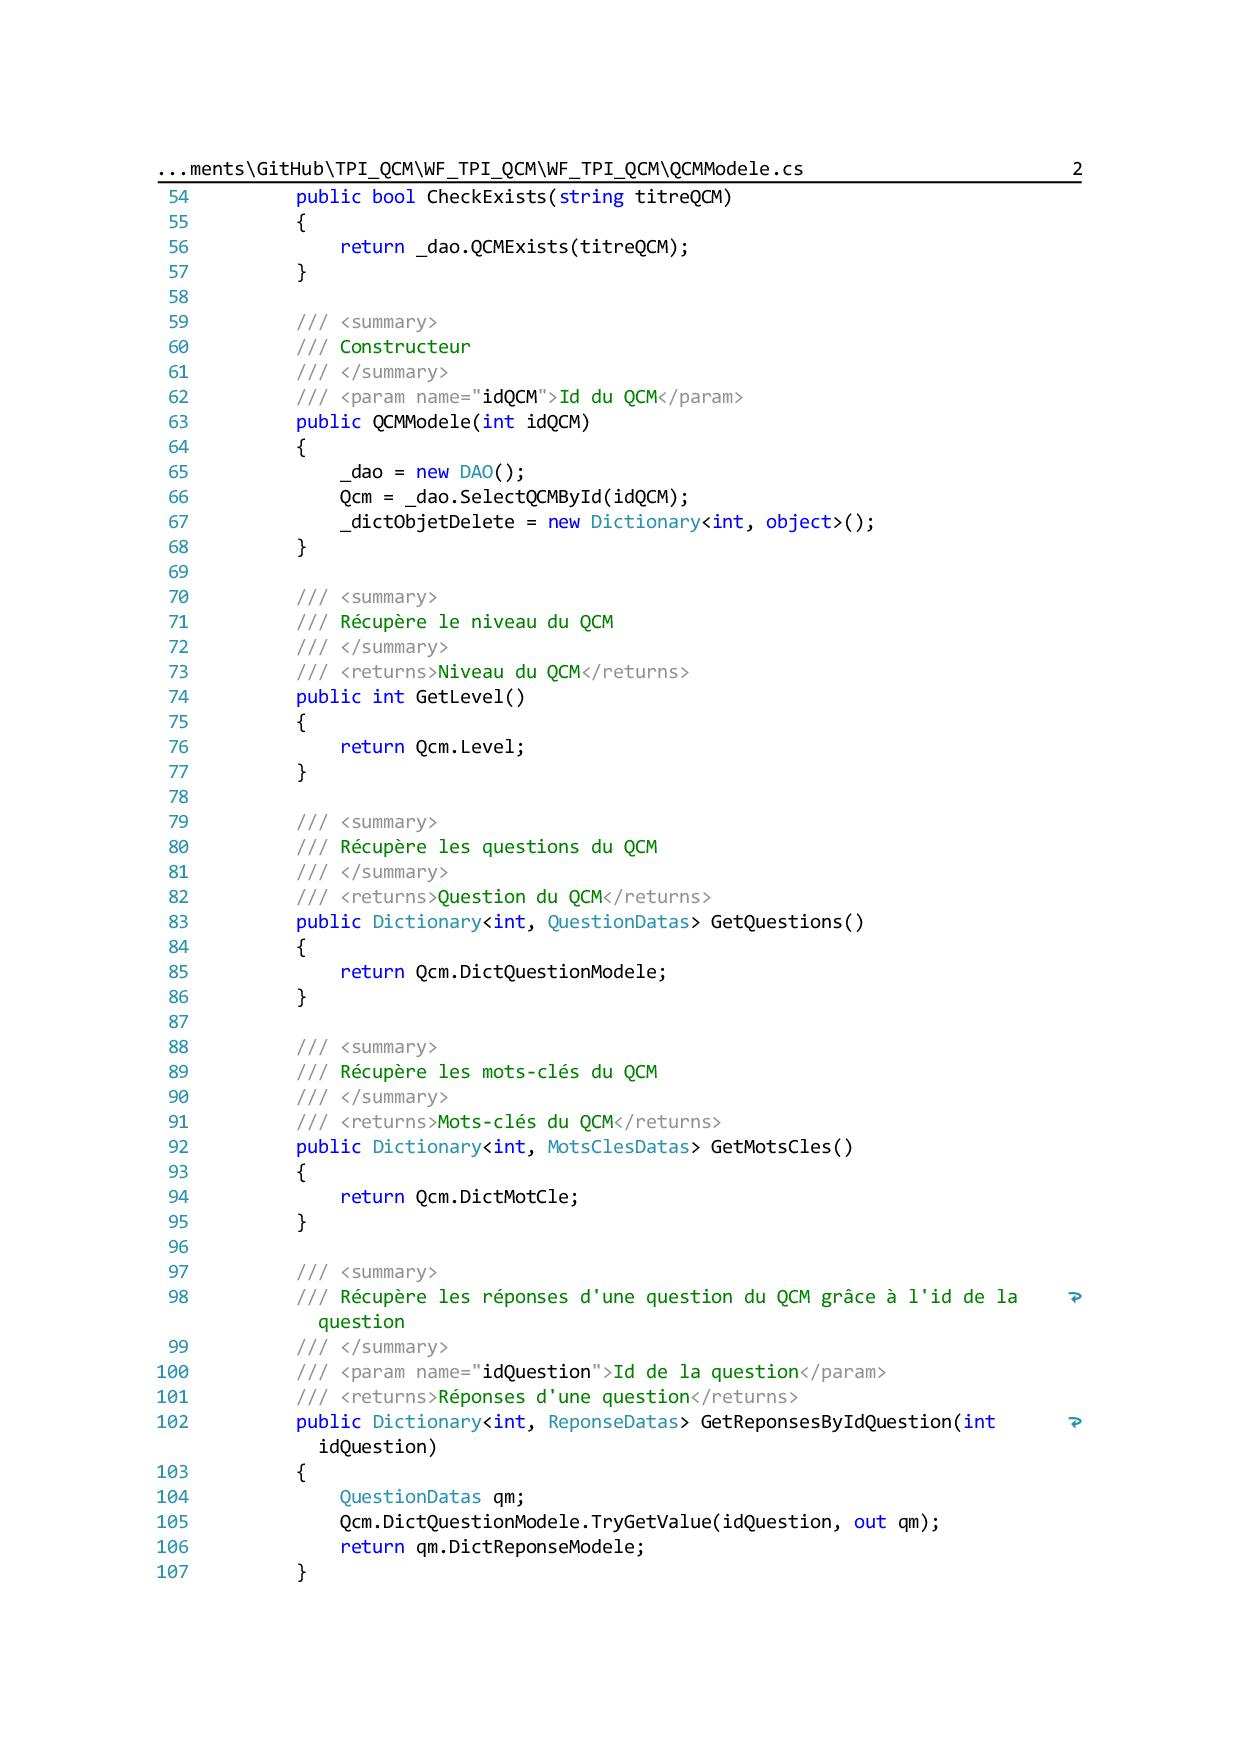 ...ments\GitHub\TPI_QCM\WF_TPI_QCM\WF_TPI_QCM\QCMModele.cs 2
54 public bool CheckExists(string titreQCM)
55 {
56 return _dao.QCMExists(titreQCM);
57 }
58
59 /// <summary>
60 /// Constructeur
61 /// </summary>
62 /// <param name="idQCM">Id du QCM</param>
63 public QCMModele(int idQCM)
64 {
65 _dao = new DAO();
66 Qcm = _dao.SelectQCMById(idQCM);
67 _dictObjetDelete = new Dictionary<int, object>();
68 }
69
70 /// <summary>
71 /// Récupère le niveau du QCM
72 /// </summary>
73 /// <returns>Niveau du QCM</returns>
74 public int GetLevel()
75 {
76 return Qcm.Level;
77 }
78
79 /// <summary>
80 /// Récupère les questions du QCM
81 /// </summary>
82 /// <returns>Question du QCM</returns>
83 public Dictionary<int, QuestionDatas> GetQuestions()
84 {
85 return Qcm.DictQuestionModele;
86 }
87
88 /// <summary>
89 /// Récupère les mots-clés du QCM
90 /// </summary>
91 /// <returns>Mots-clés du QCM</returns>
92 public Dictionary<int, MotsClesDatas> GetMotsCles()
93 {
94 return Qcm.DictMotCle;
95 }
96
97 /// <summary>
98 /// Récupère les réponses d'une question du QCM grâce à l'id de la
question
99 /// </summary>
100 /// <param name="idQuestion">Id de la question</param>
101 /// <returns>Réponses d'une question</returns>
102 public Dictionary<int, ReponseDatas> GetReponsesByIdQuestion(int
idQuestion)
103 {
104 QuestionDatas qm;
105 Qcm.DictQuestionModele.TryGetValue(idQuestion, out qm);
106 return qm.DictReponseModele;
107 }